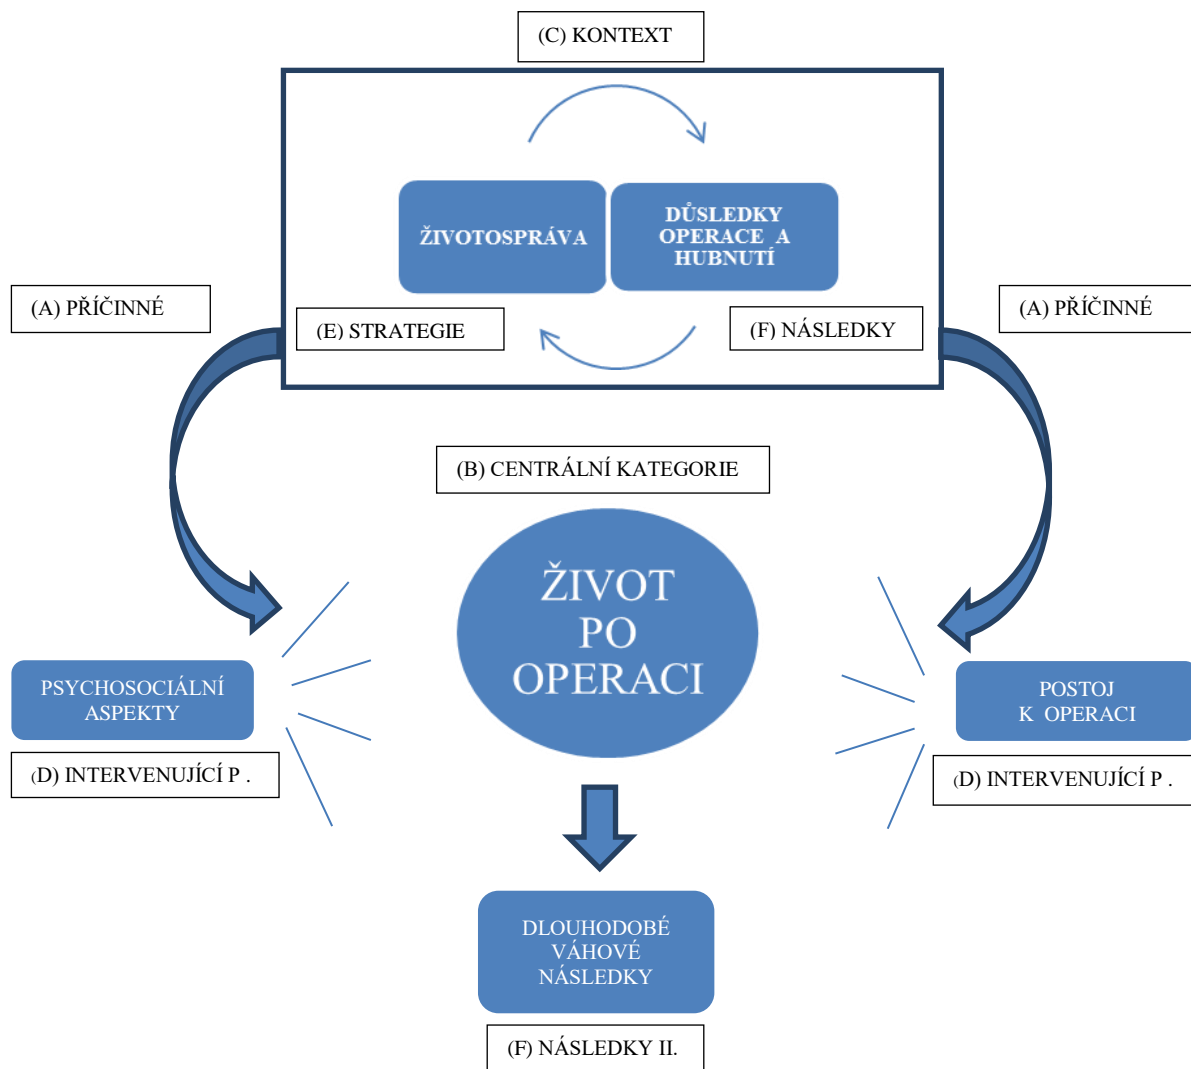 (C) KONTEXT
ŽIVOTOSPRÁVA
DŮSLEDKY
OPERACE A
HUBNUTÍ
(A) PŘÍČINNÉ
(E) STRATEGIE
(F) NÁSLEDKY
(A) PŘÍČINNÉ
(B) CENTRÁLNÍ KATEGORIE
ŽIVOT
PO
OPERACI
PSYCHOSOCIÁLNÍ
ASPEKTY
(D) INTERVENUJÍCÍ P .
POSTOJ
K OPERACI
(D) INTERVENUJÍCÍ P .
DLOUHODOBÉ
VÁHOVÉ
NÁSLEDKY
(F) NÁSLEDKY II.